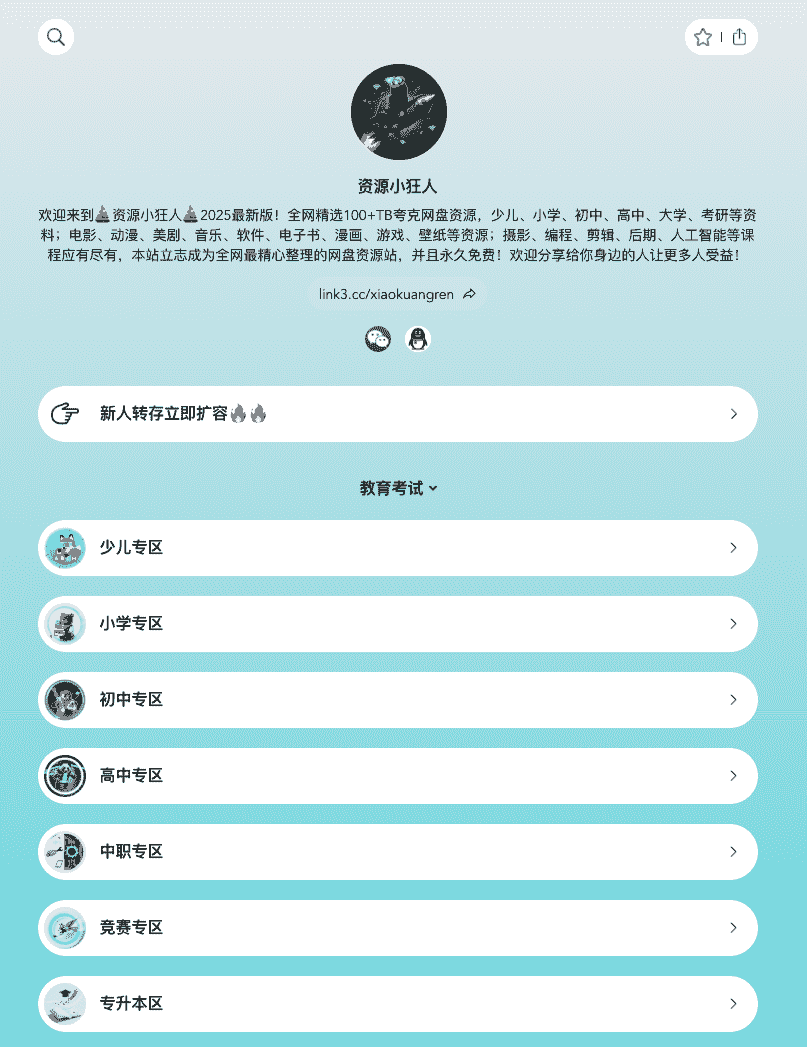 资源小狂人
欢迎来到资源小狂人2025最新版！全网精选100+TB夸克网盘资源，少儿、小学、初中、高中、大学、考研等资
料；电影、动漫、美剧、音乐、软件、电子书、漫画、游戏、壁纸等资源；摄影、编程、剪辑、后期、人工智能等课
程应有尽有，本站立志成为全网最精心整理的网盘资源站，并且永久免费！欢迎分享给你身边的人让更多人受益！
link3.cc/xiaokuangren
新人转存立即扩容🔥🔥
教育考试
少儿专区
小学专区
初中专区
高中专区
中职专区
竞赛专区
专升本区